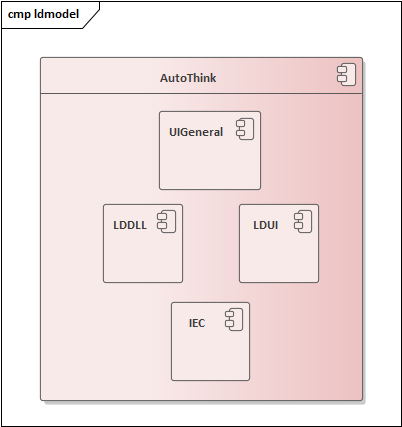 cmp ldmodel
AutoThink
UIGeneral
LDDLL
LDUI
IEC